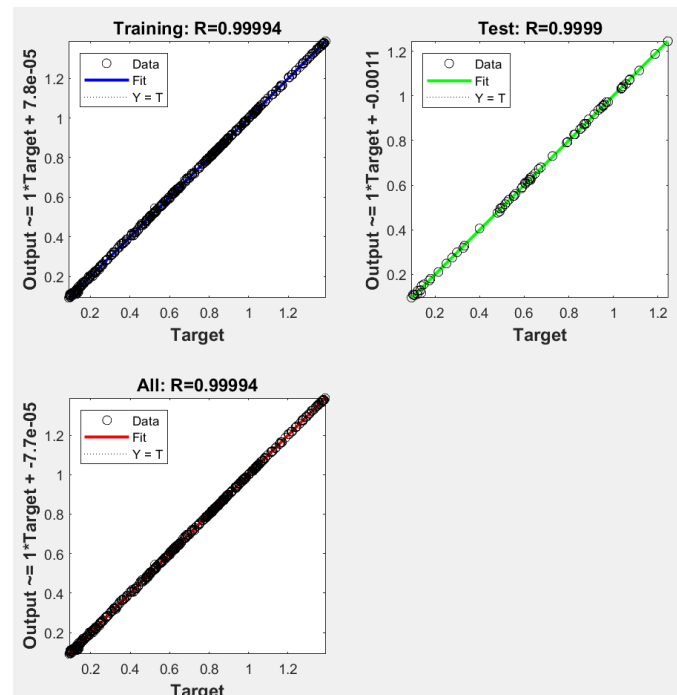 Training: R=0.99994
Output ~= 1*Target + 7.8e-05
Data
Fit
Y = T
1.2
1
0.8
0.6
0.4
0.2
0.2 0.4 0.6 0.8 1 1.2
Target
Test: R=0.9999
Output ~= 1*Target + -0.0011
Data
Fit
Y = T
1.2
1
0.8
0.6
0.4
0.2
0.2 0.4 0.6 0.8 1 1.2
Target
All: R=0.99994
Output ~= 1*Target + -7.7e-05
Data
Fit
Y = T
1.2
1
0.8
0.6
0.4
0.2
0.2 0.4 0.6 0.8 1 1.2
Target